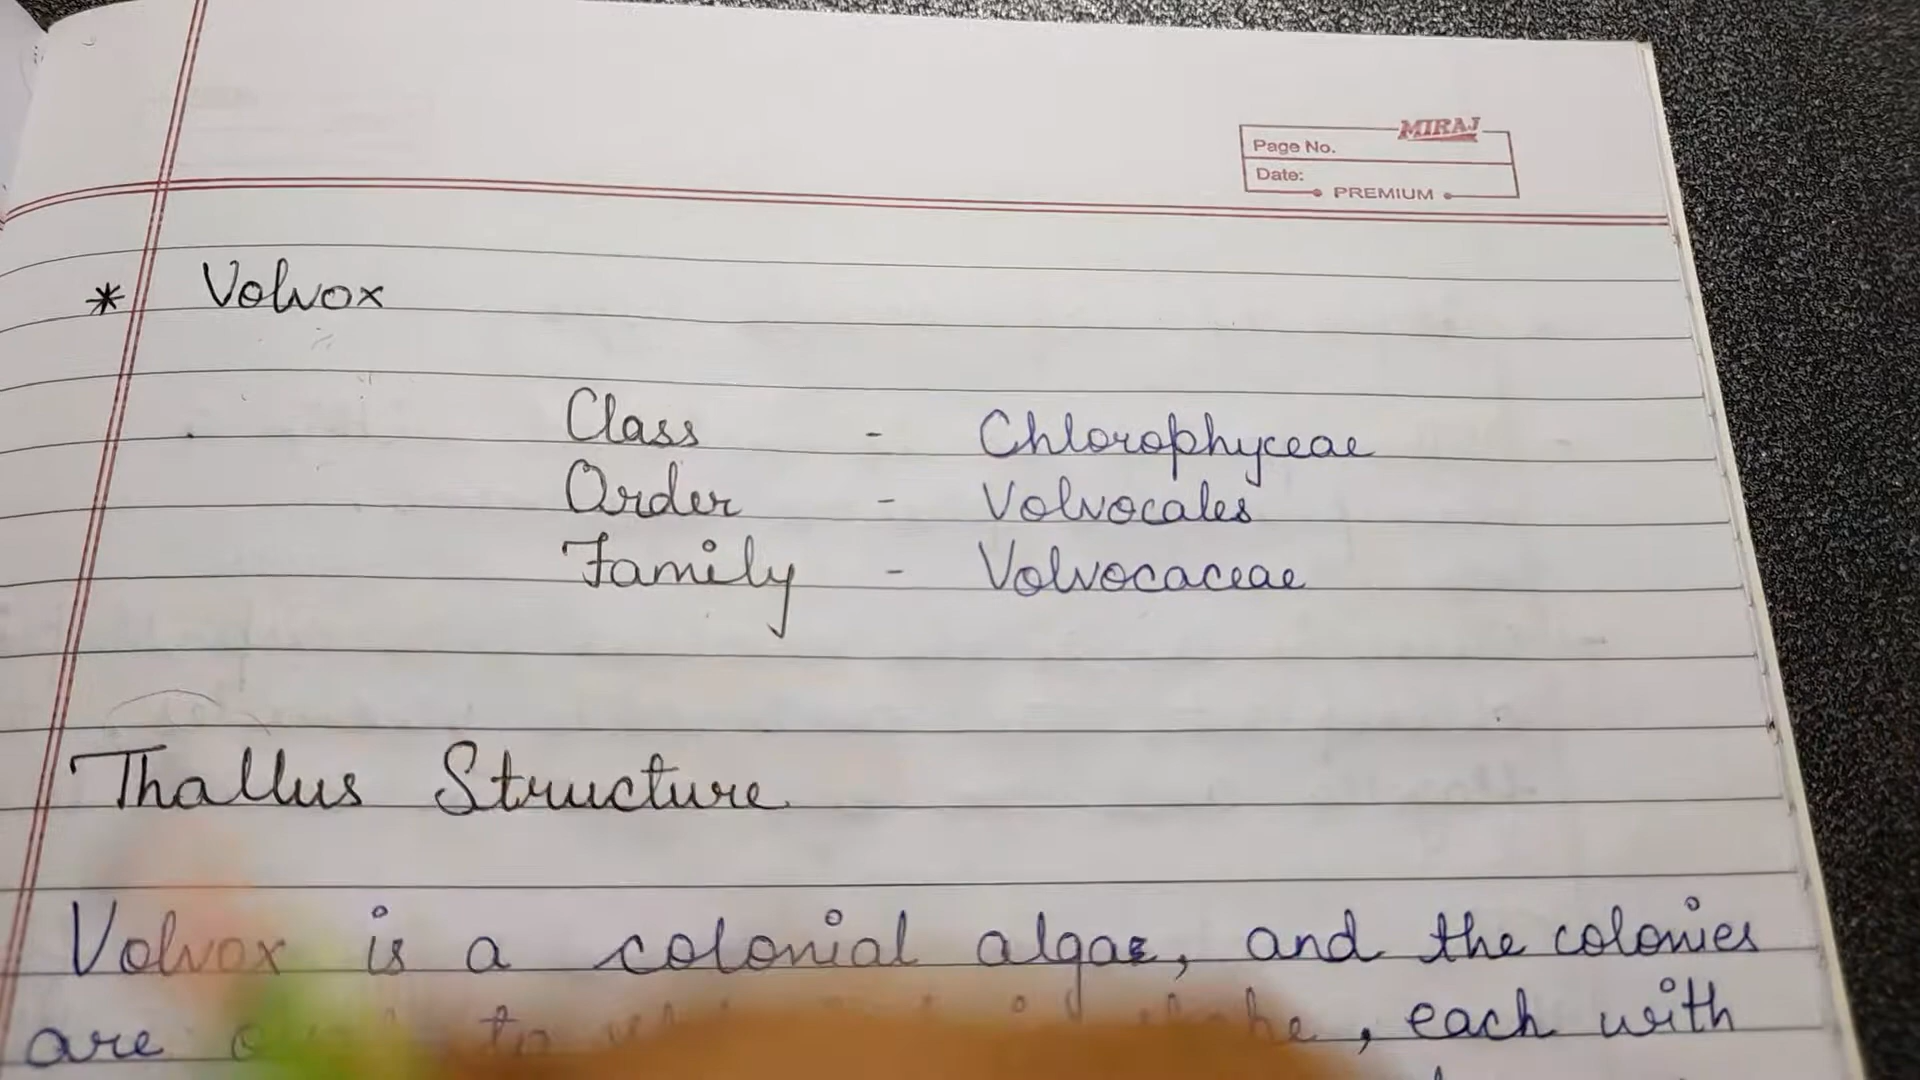 MIRAJ
Page No.
Date:
PREMIUM
* Volvox
Class - Chlorophyceae
Order - Volvocales
Family - Volvocaceae
Thallus Structure
Volvox is a colonial algae, and the colonies
are to , each with